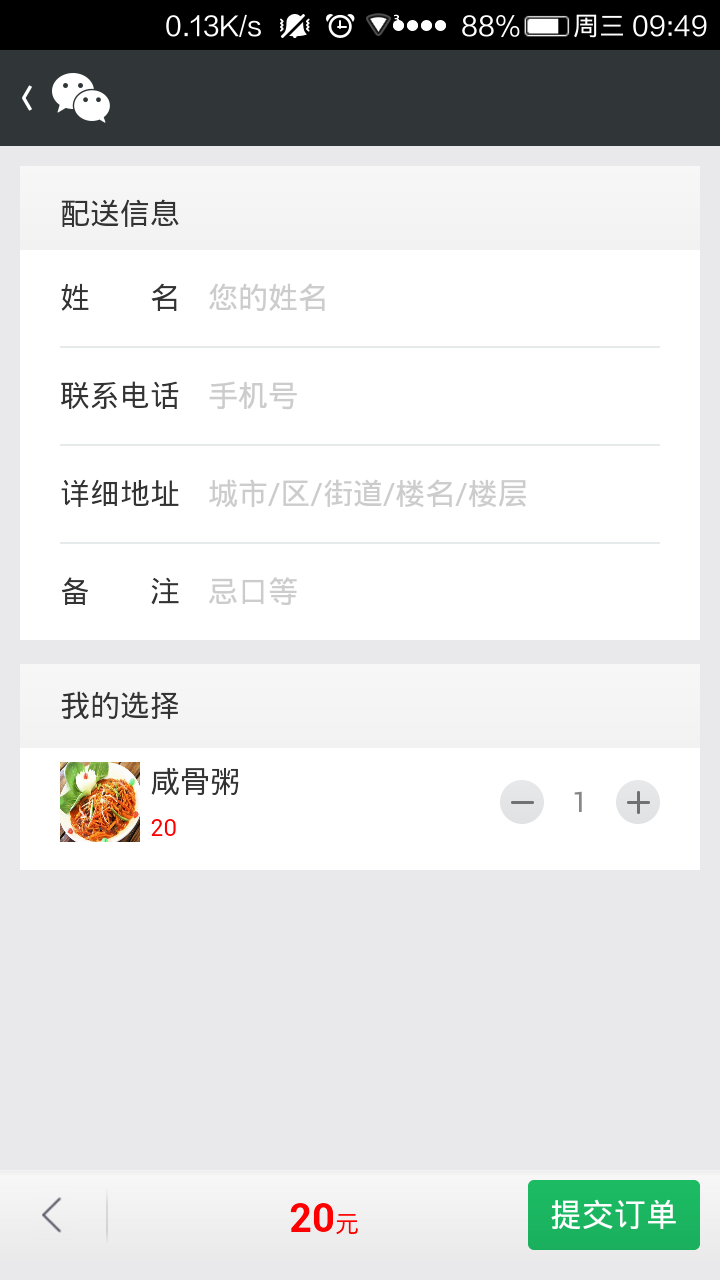 0.13K/s 3 88% 周三 09:49
配送信息
姓 名 您的姓名
联系电话 手机号
详细地址 城市/区/街道/楼名/楼层
备 注 忌口等
我的选择
咸骨粥
20
1
20元
提交订单